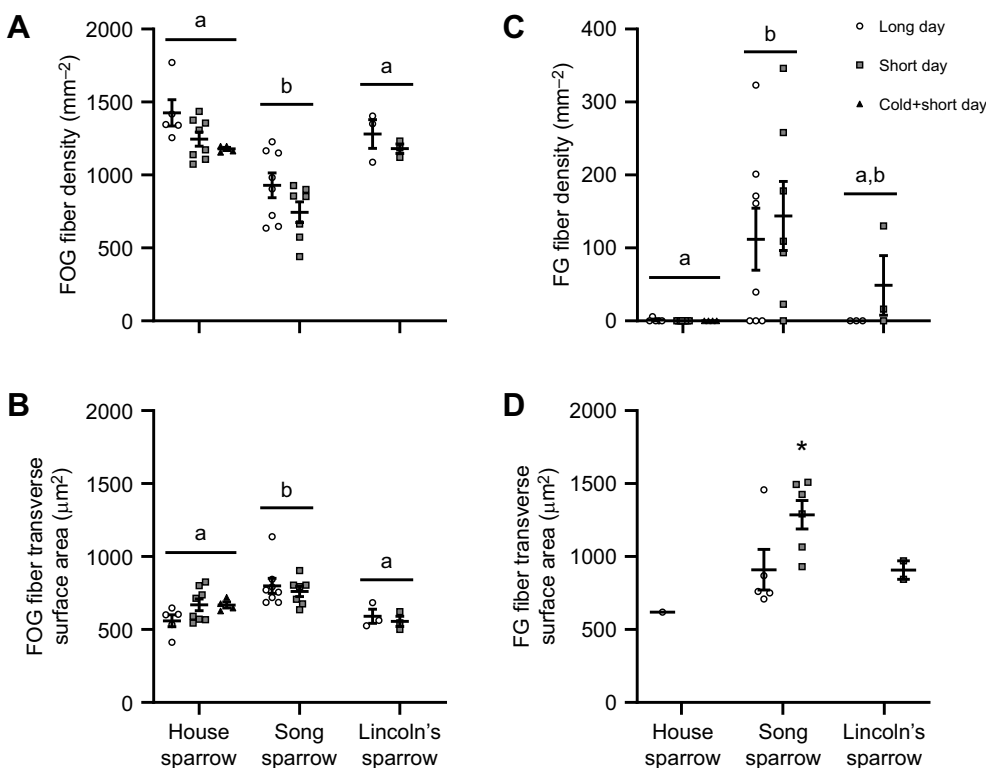 A
FOG fiber density (mm–2)
2000
1500
1000
500
0
a
b
a
C
FG fiber density (mm–2)
400
300
200
100
0
a
b
a,b
Long day
Short day
Cold+short day
B
FOG fiber transverse
surface area (μm2)
2000
1500
1000
500
0
a
b
a
House
sparrow
Song
sparrow
Lincoln's
sparrow
D
FG fiber transverse
surface area (μm2)
2000
1500
1000
500
0
*
House
sparrow
Song
sparrow
Lincoln's
sparrow